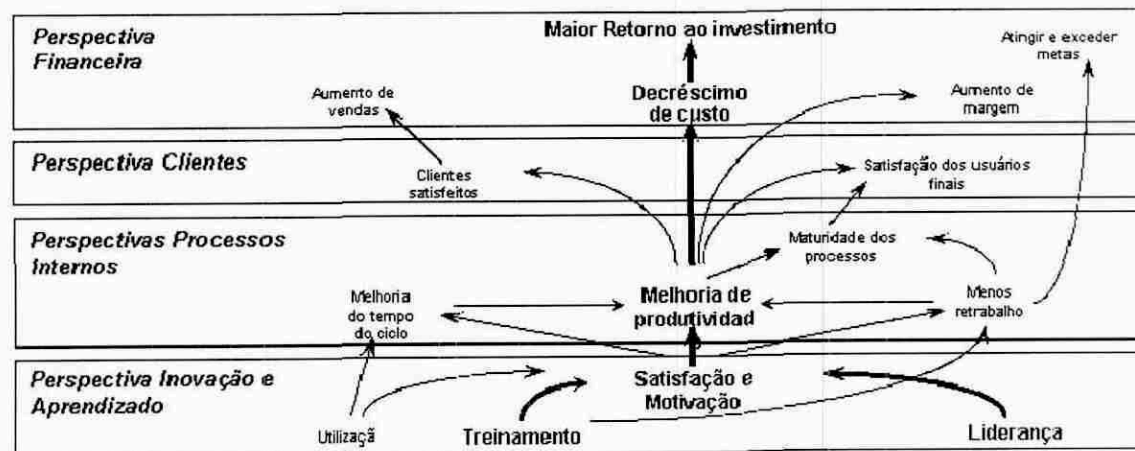 Perspectiva
Financeira
Maior Retorno ao investimento
Atingir e exceder
metas
Aumento de
vendas
Decréscimo
de custo
Aumento de
margem
Perspectiva Clientes
Clientes
satisfeitos
Satisfação dos usuários
finais
Perspectivas Processos
Internos
Maturidade dos
processos
Melhoria
do tempo
do ciclo
Melhoria de
produtividad
Menos
retrabalho
Perspectiva Inovação e
Aprendizado
Satisfação e
Motivação
Utilizaçã
Treinamento
Liderança